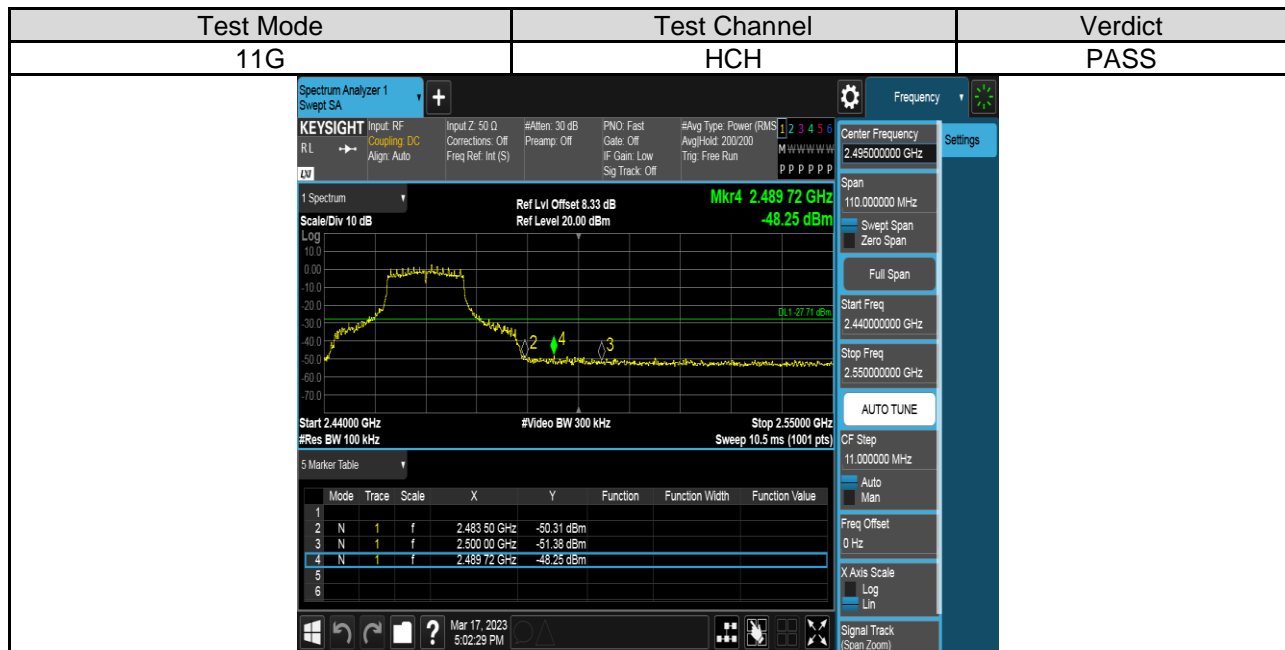 Test Mode Test Channel Verdict
11G HCH PASS
Spectrum Analyzer 1
Swept SA
+
Frequency
KEYSIGHT
RL
LXI
Input: RF
Coupling: DC
Align: Auto
Input Z: 50 Ω
Corrections: Off
Freq Ref: Int (S)
#Atten: 30 dB
Preamp: Off
PNO: Fast
Gate: Off
IF Gain: Low
Sig Track: Off
#Avg Type: Power (RMS
Avg|Hold: 200/200
Trig: Free Run
1 2 3 4 5 6
M W W W W W
P P P P P P
1 Spectrum
Scale/Div 10 dB
Ref Lvl Offset 8.33 dB
Ref Level 20.00 dBm
Mkr4 2.489 72 GHz
-48.25 dBm
Log
10.0
0.00
-10.0
-20.0
-30.0
-40.0
-50.0
-60.0
-70.0
DL1 -27.71 dBm
2 4 3
Start 2.44000 GHz #Video BW 300 kHz Stop 2.55000 GHz
#Res BW 100 kHz Sweep 10.5 ms (1001 pts)
5 Marker Table
Mode Trace Scale X Y Function Function Width Function Value
1
2 N 1 f 2.483 50 GHz -50.31 dBm
3 N 1 f 2.500 00 GHz -51.38 dBm
4 N 1 f 2.489 72 GHz -48.25 dBm
5
6
?
Mar 17, 2023
5:02:29 PM
Center Frequency
2.495000000 GHz
Settings
Span
110.000000 MHz
Swept Span
Zero Span
Full Span
Start Freq
2.440000000 GHz
Stop Freq
2.550000000 GHz
AUTO TUNE
CF Step
11.000000 MHz
Auto
Man
Freq Offset
0 Hz
X Axis Scale
Log
Lin
Signal Track
(Span Zoom)